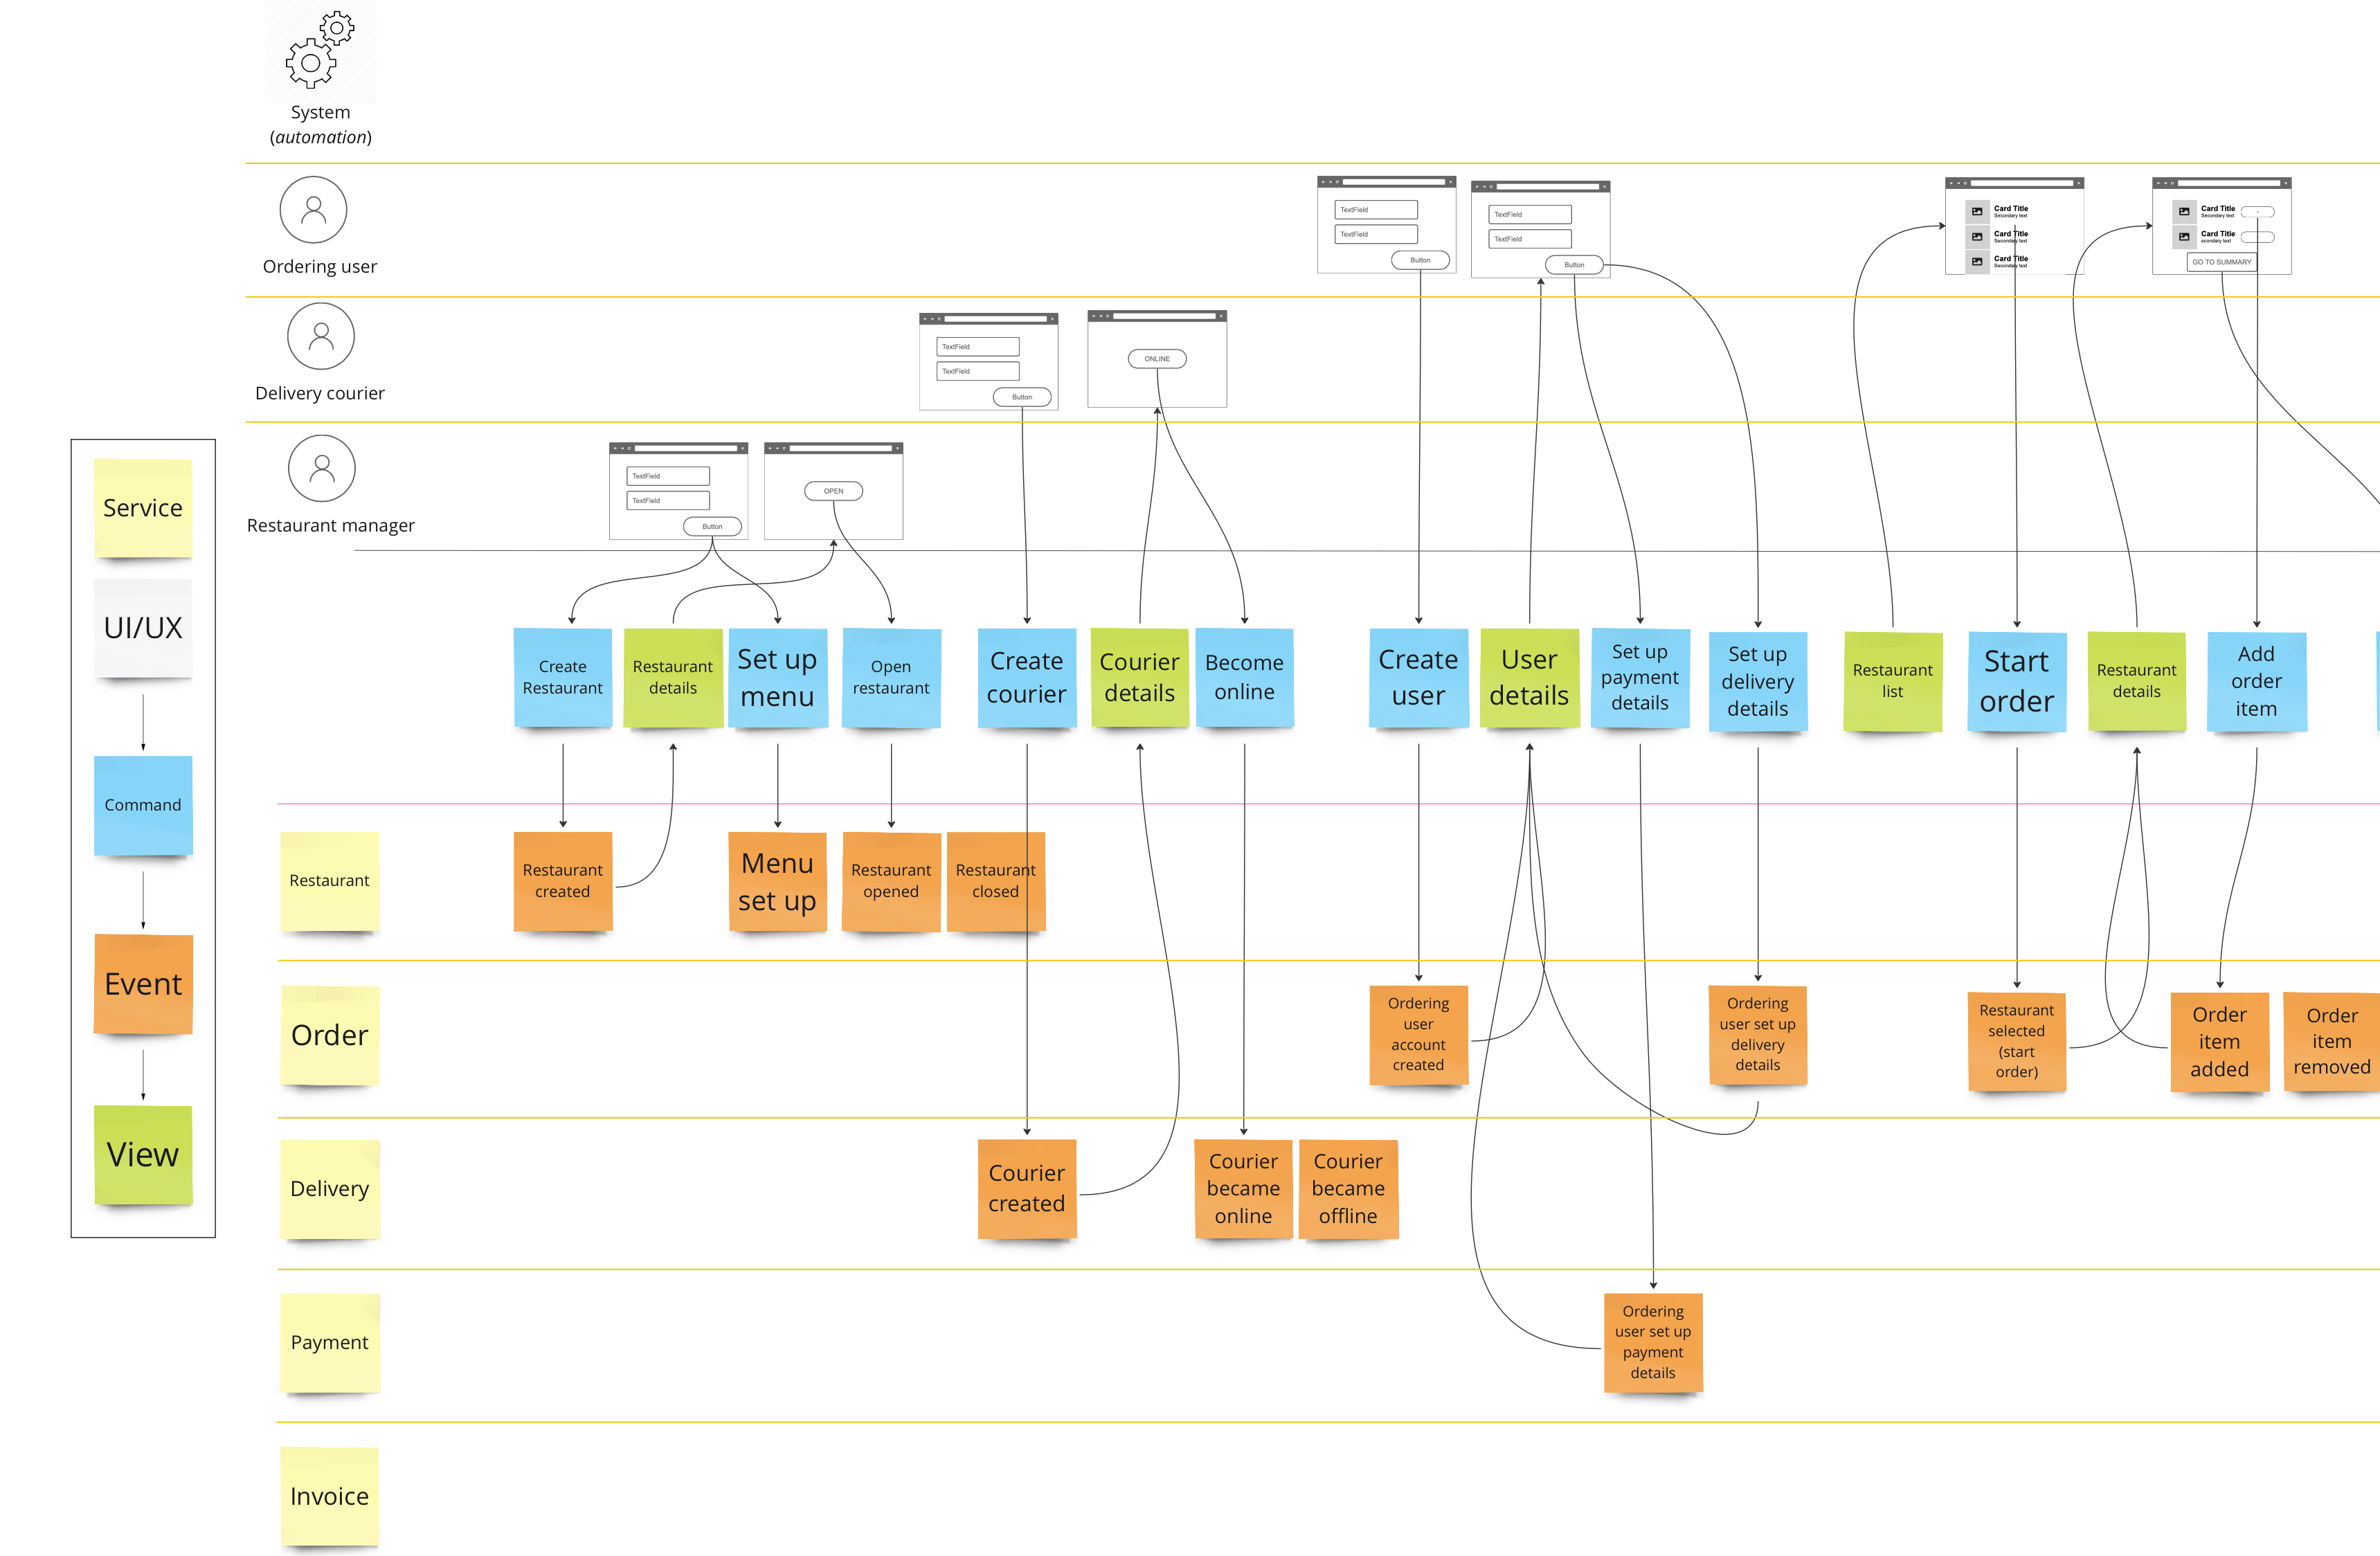 System
(automation)
Ordering user
TextField
TextField
Button
TextField
TextField
Button
Card Title
Secondary text
Card Title
Secondary text
Card Title
Secondary text
Card Title
Secondary text
Card Title
econdary text
GO TO SUMMARY
Delivery courier
TextField
TextField
Button
ONLINE
Restaurant manager
TextField
TextField
Button
OPEN
Service
UI/UX
Command
Event
View
Create
Restaurant
Restaurant
details
Set up
menu
Open
restaurant
Create
courier
Courier
details
Become
online
Create
user
User
details
Set up
payment
details
Set up
delivery
details
Restaurant
list
Start
order
Restaurant
details
Add
order
item
Restaurant
Restaurant
created
Menu
set up
Restaurant
opened
Restaurant
closed
Order
Ordering
user
account
created
Ordering
user set up
delivery
details
Restaurant
selected
(start
order)
Order
item
added
Order
item
removed
Delivery
Courier
created
Courier
became
online
Courier
became
offline
Payment
Ordering
user set up
payment
details
Invoice